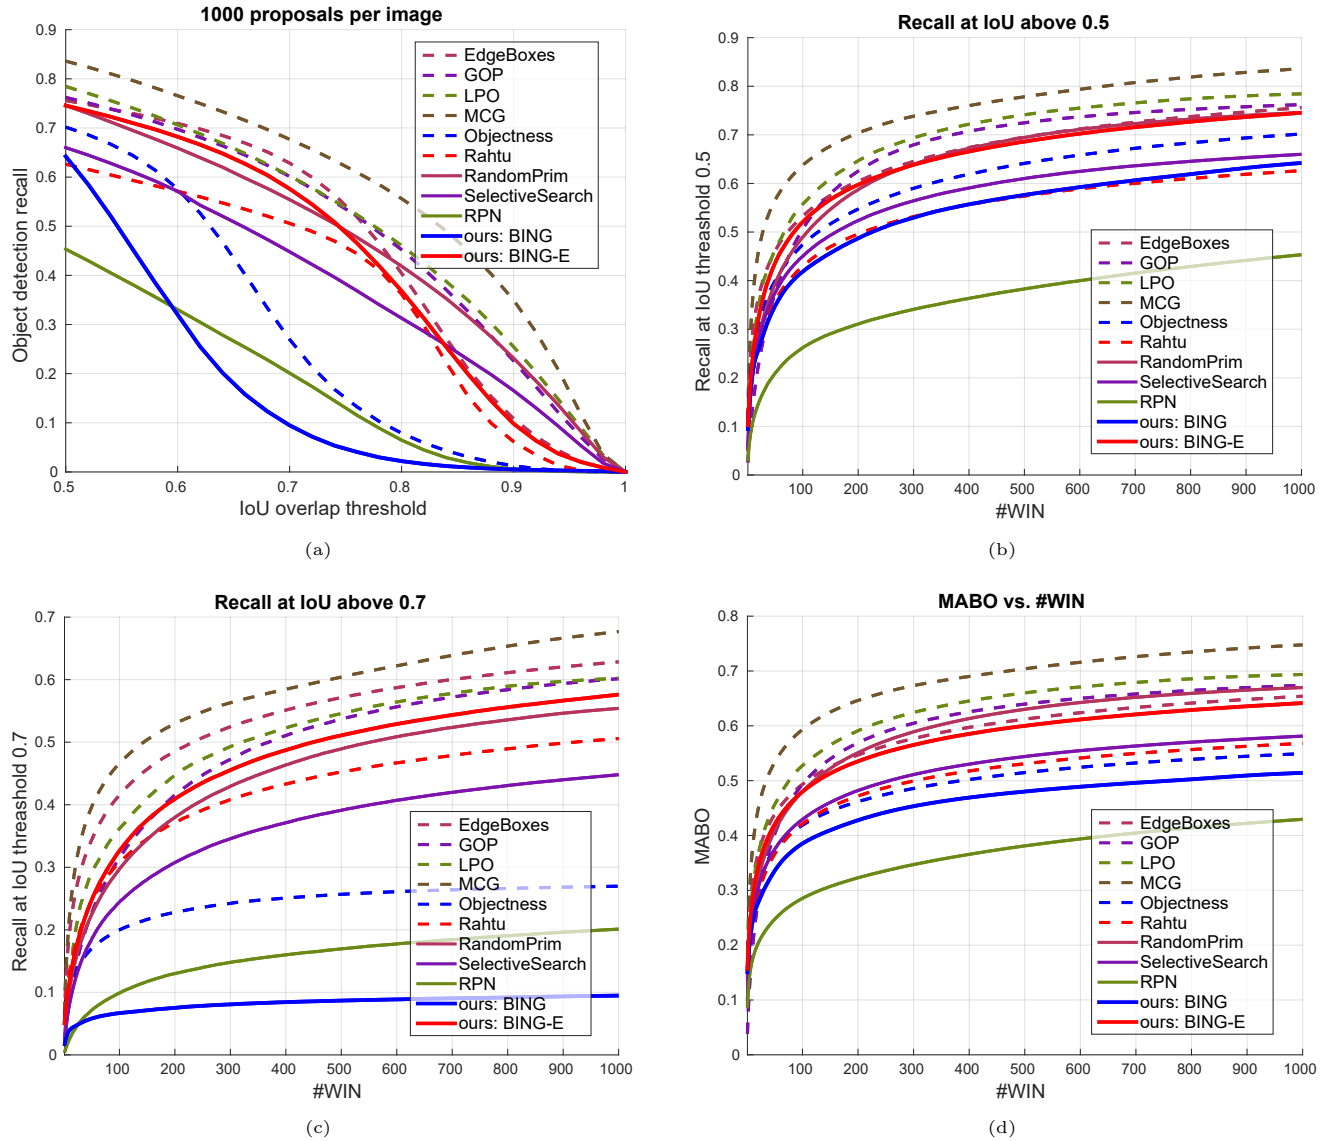 1000 proposals per image
0.9
0.8
0.7
0.6
0.5
0.4
0.3
0.2
0.1
0
Object detection recall
EdgeBoxes
GOP
LPO
MCG
Objectness
Rahtu
RandomPrim
SelectiveSearch
RPN
ours: BING
ours: BING-E
0.5 0.6 0.7 0.8 0.9 1
IoU overlap threshold
(a)
Recall at IoU above 0.5
0.9
0.8
0.7
0.6
0.5
0.4
0.3
0.2
0.1
0
Recall at IoU threashold 0.5
EdgeBoxes
GOP
LPO
MCG
Objectness
Rahtu
RandomPrim
SelectiveSearch
RPN
ours: BING
ours: BING-E
100 200 300 400 500 600 700 800 900 1000
#WIN
(b)
Recall at IoU above 0.7
0.7
0.6
0.5
0.4
0.3
0.2
0.1
0
Recall at IoU threashold 0.7
EdgeBoxes
GOP
LPO
MCG
Objectness
Rahtu
RandomPrim
SelectiveSearch
RPN
ours: BING
ours: BING-E
100 200 300 400 500 600 700 800 900 1000
#WIN
(c)
MABO vs. #WIN
0.8
0.7
0.6
0.5
0.4
0.3
0.2
0.1
0
MABO
EdgeBoxes
GOP
LPO
MCG
Objectness
Rahtu
RandomPrim
SelectiveSearch
RPN
ours: BING
ours: BING-E
100 200 300 400 500 600 700 800 900 1000
#WIN
(d)